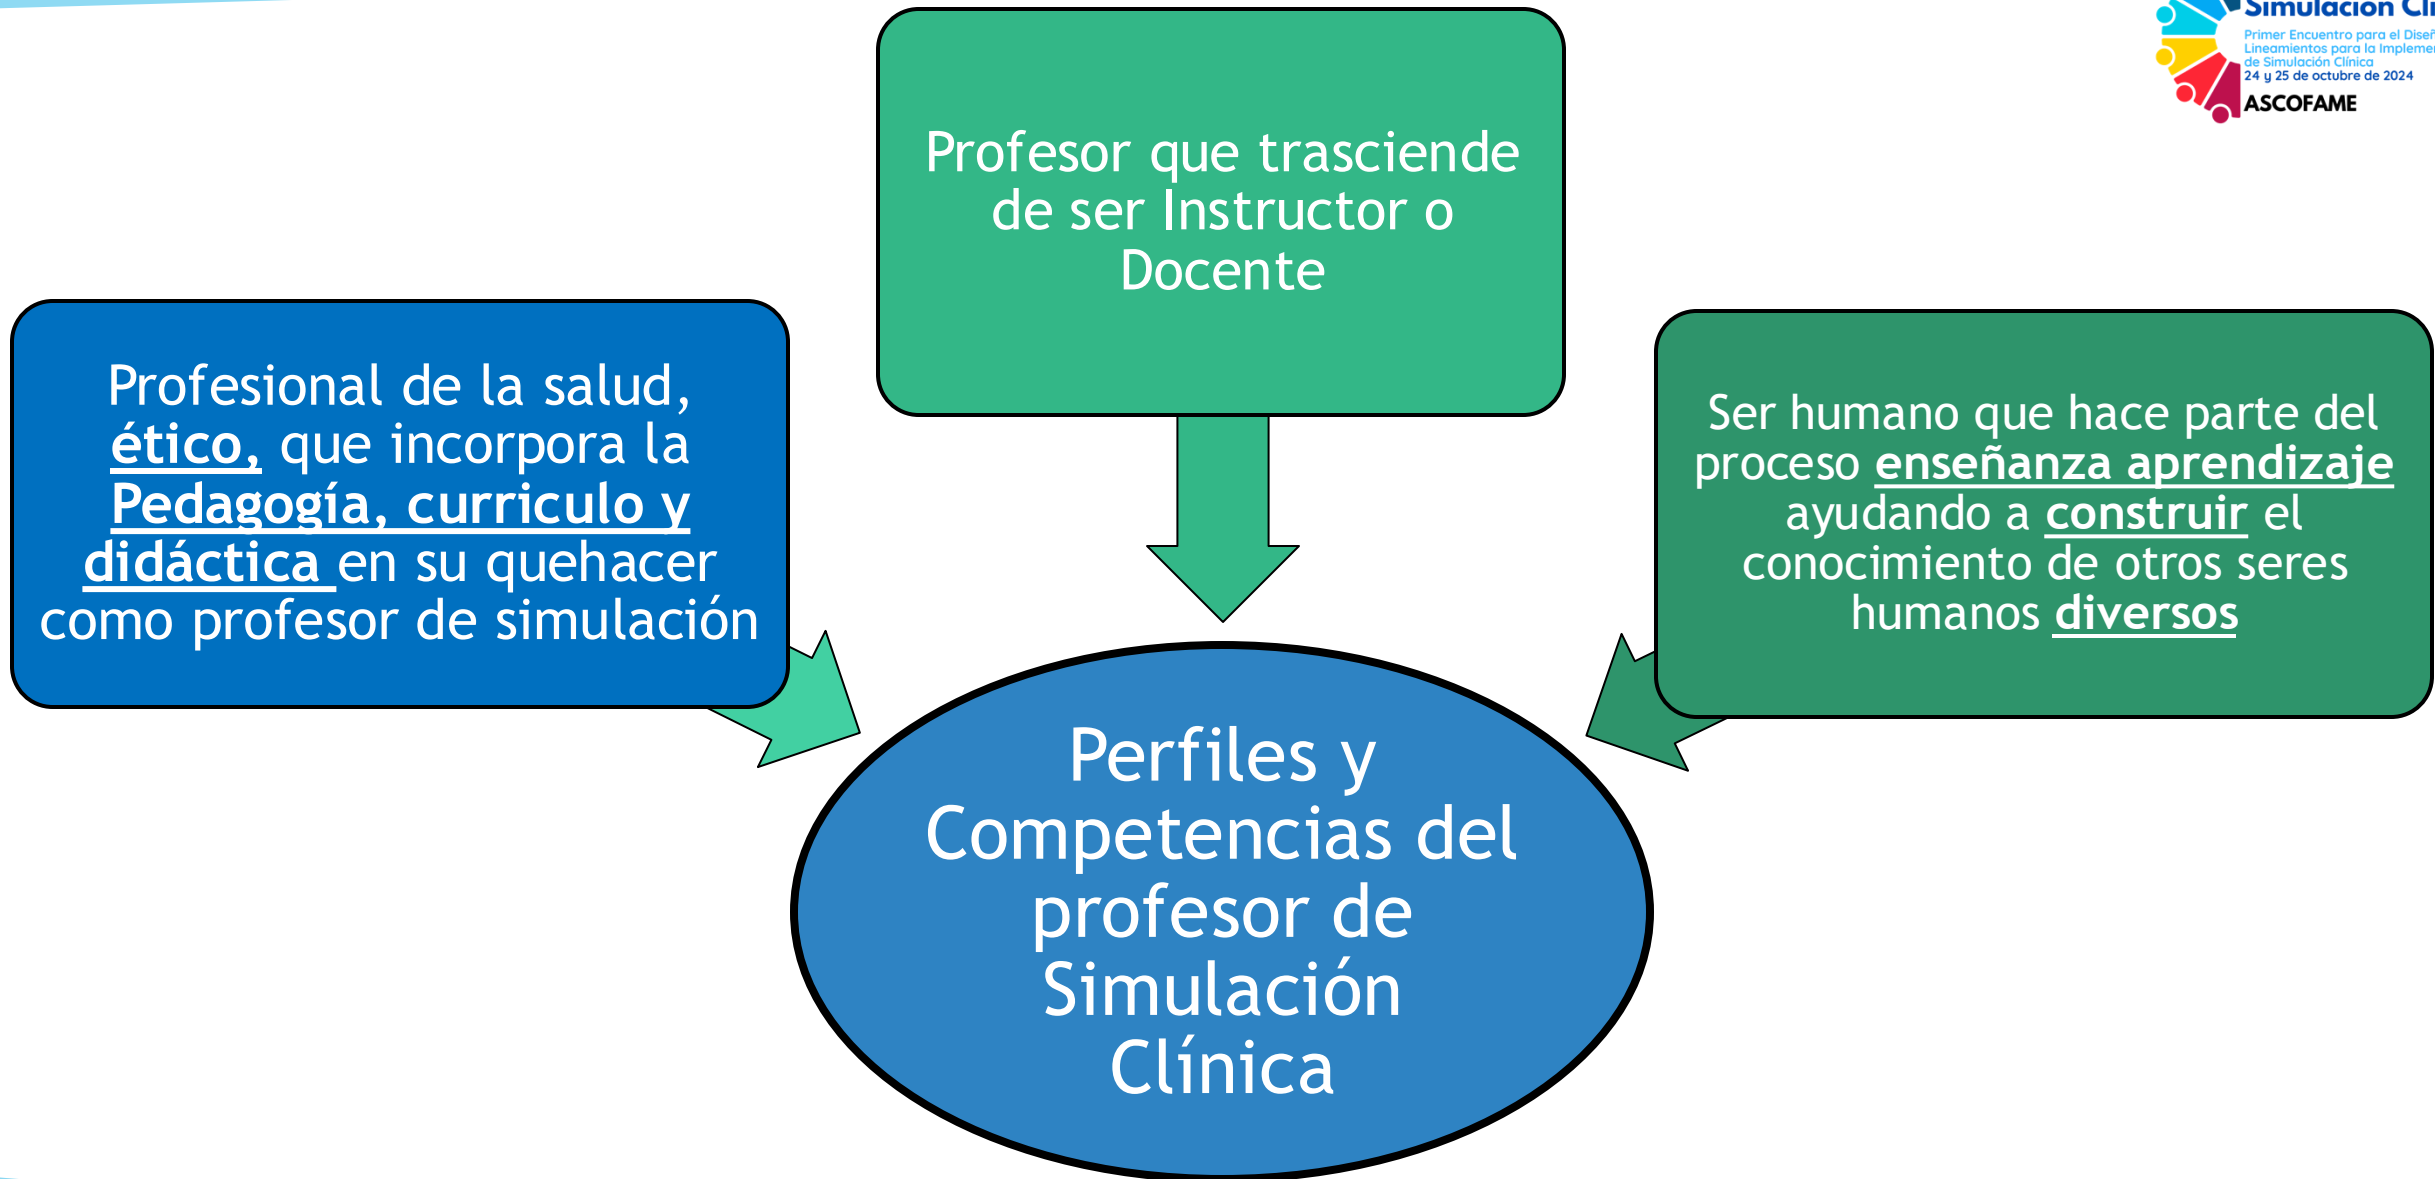 Simulación
Primer Encuentro para el
Lineamientos para la
de Simulación Clínica
24 y 25 de octubre de 2024
ASCOFAME
Profesor que trasciende
de ser Instructor o
Docente
Profesional de la salud,
ético, que incorpora la
Pedagogía, curriculo y
didáctica en su quehacer
como profesor de simulación
Ser humano que hace parte del
proceso enseñanza aprendizaje
ayudando a construir el
conocimiento de otros seres
humanos diversos
Perfiles y
Competencias del
profesor de
Simulación
Clínica